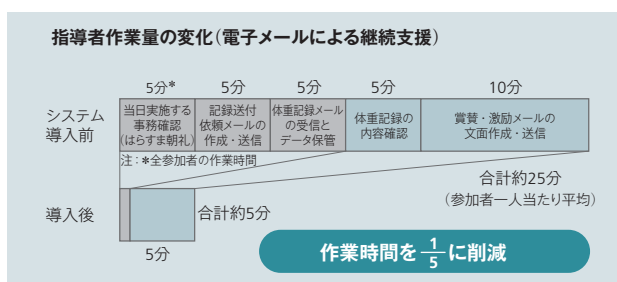 指導者作業量の変化（電子メールによる継続支援）
5分* 5分 5分 5分 10分
システム
導入前
当日実施する
事務確認
(はらすま朝礼)
記録送付
依頼メールの
作成・送信
体重記録メール
の受信と
データ保管
体重記録の
内容確認
賞賛・激励メールの
文面作成・送信
注：*全参加者の作業時間
合計約25分
（参加者一人当たり平均）
導入後
合計約5分
5分
作業時間を1/5に削減